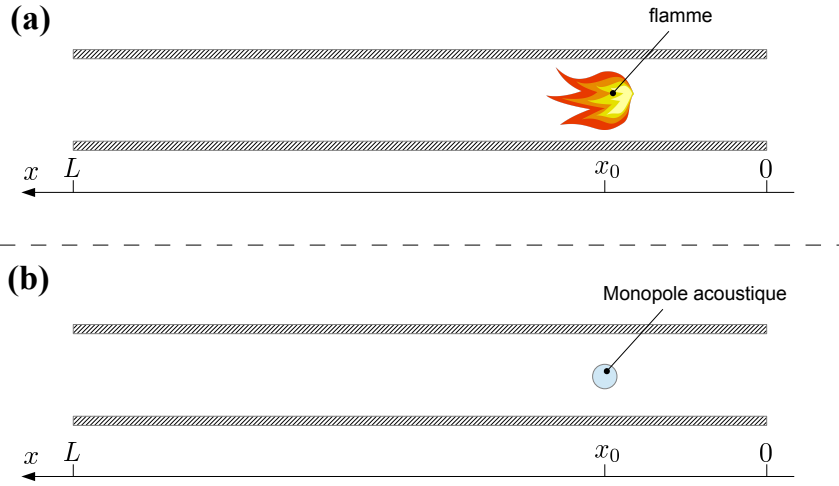 (a)
flamme
x L x₀ 0
(b)
Monopole acoustique
x L x₀ 0